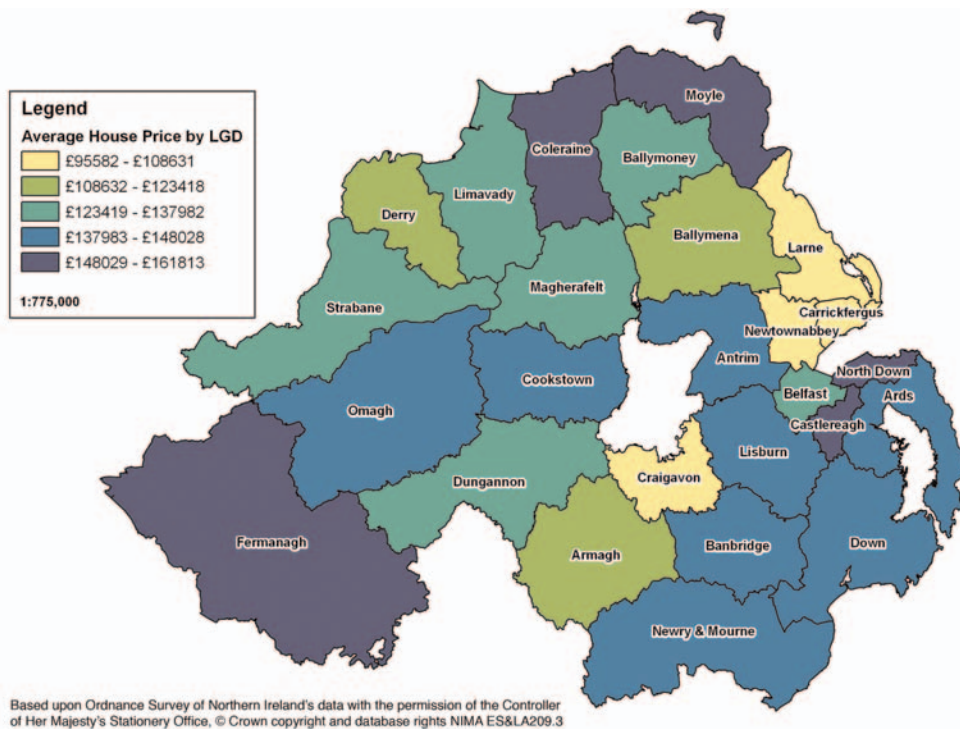 Legend
Average House Price by LGD
£95582 - £108631
£108632 - £123418
£123419 - £137982
£137983 - £148028
£148029 - £161813
1:775,000
Moyle
Coleraine
Ballymoney
Limavady
Derry
Ballymena
Larne
Magherafelt
Strabane
Carrickfergus
Newtownabbey
Antrim
North Down
Cookstown
Belfast
Ards
Omagh
Castlereagh
Lisburn
Craigavon
Dungannon
Fermanagh
Armagh
Banbridge
Down
Newry & Mourne
Based upon Ordnance Survey of Northern Ireland's data with the permission of the Controller
of Her Majesty's Stationery Office, © Crown copyright and database rights NIMA ES&LA209.3